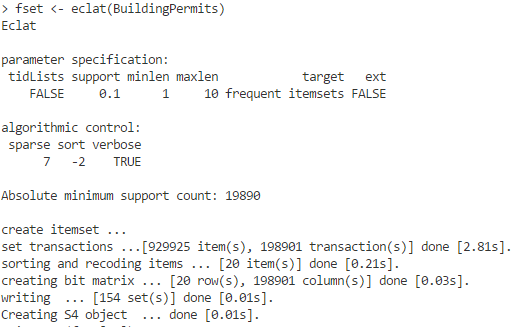 > fset <- eclat(BuildingPermits)
Eclat

parameter specification:
 tidLists support minlen maxlen            target   ext
    FALSE     0.1      1     10 frequent itemsets FALSE

algorithmic control:
 sparse sort verbose
      7   -2    TRUE

Absolute minimum support count: 19890

create itemset ...
set transactions ...[929925 item(s), 198901 transaction(s)] done [2.81s].
sorting and recoding items ... [20 item(s)] done [0.21s].
creating bit matrix ... [20 row(s), 198901 column(s)] done [0.03s].
writing  ... [154 set(s)] done [0.01s].
Creating S4 object  ... done [0.01s].